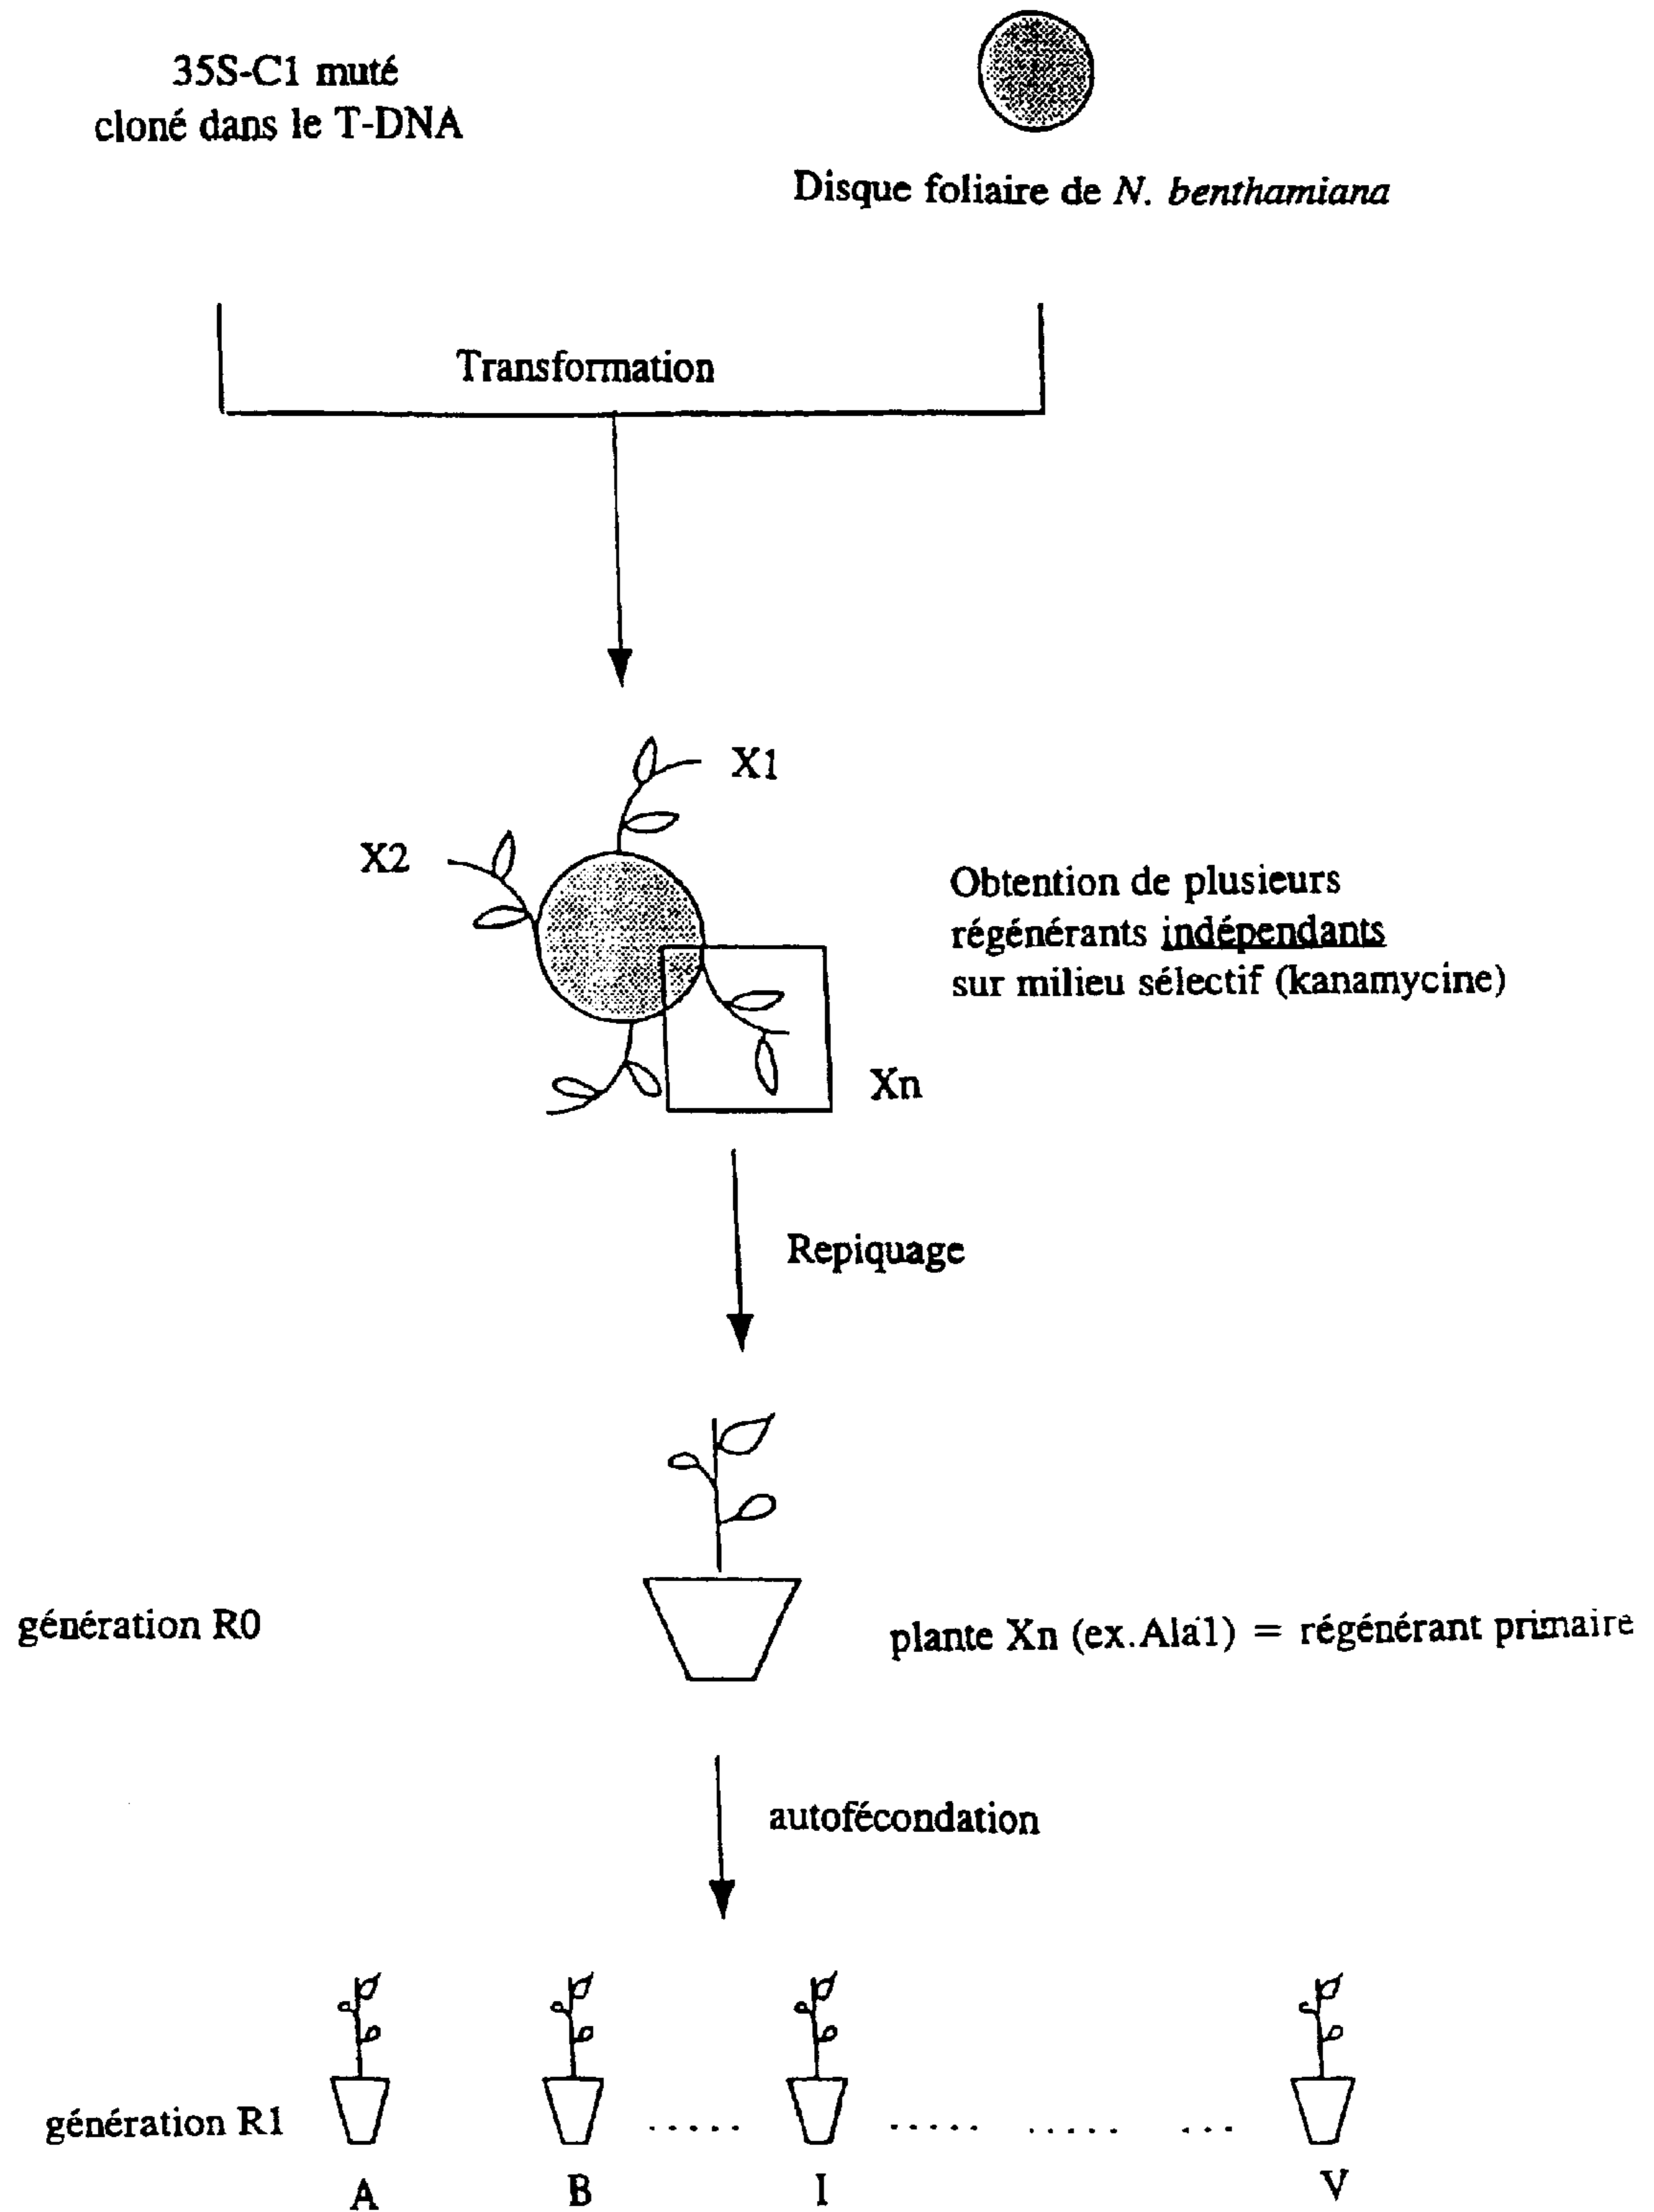 35S-C1 muté
cloné dans le T-DNA
Disque foliaire de N. benthamiana
Transformation
X1
X2
Obtention de plusieurs
régénérants indépendants
sur milieu sélectif (kanamycine)
Xn
Repiquage
génération R0
plante Xn (ex.Ala1) = régénérant primaire
autofécondation
génération R1
..... ..... ..... ...
A B I V